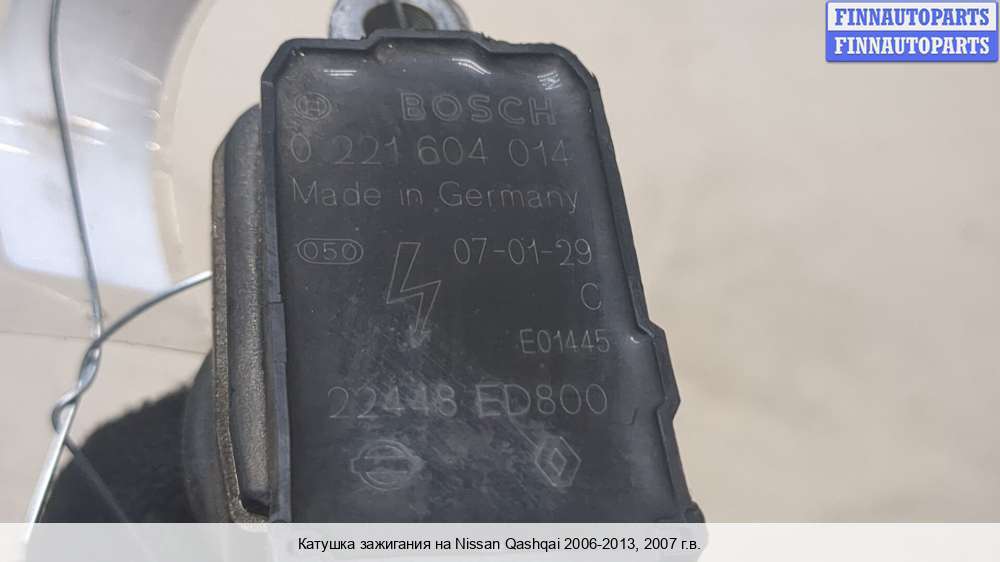 FINNAUTOPARTS
FINNAUTOPARTS
BOSCH
0 221 604 014
Made in Germany
050
07-01-29
C
E01445
22448 ED800
Катушка зажигания на Nissan Qashqai 2006-2013, 2007 г.в.